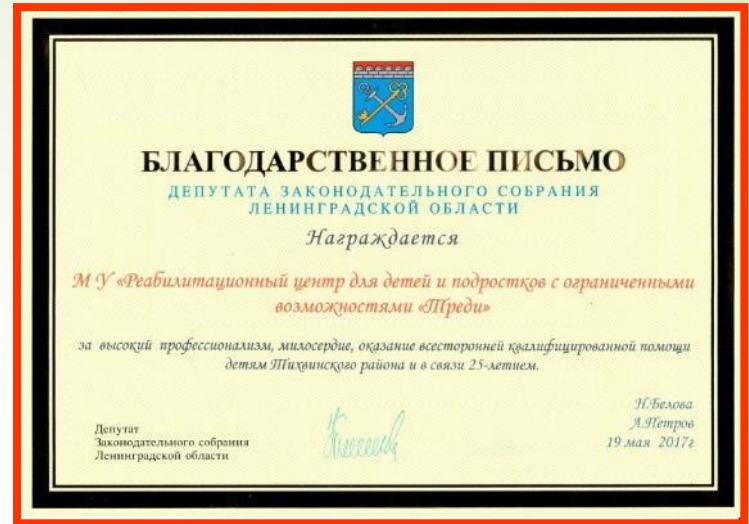 БЛАГОДАРСТВЕННОЕ ПИСЬМО
ДЕПУТАТА ЗАКОНОДАТЕЛЬНОГО СОБРАНИЯ
ЛЕНИНГРАДСКОЙ ОБЛАСТИ
Награждается
М У «Реабилитационный центр для детей и подростков с ограниченными
возможностями «Треди»
за высокий профессионализм, милосердие, оказание всесторонней квалифицированной помощи
детям Тихвинского района и в связи 25-летием.
Н.Белова
Депутат
А.Петров
Законодательного собрания
19 мая 2017г
Ленинградской области